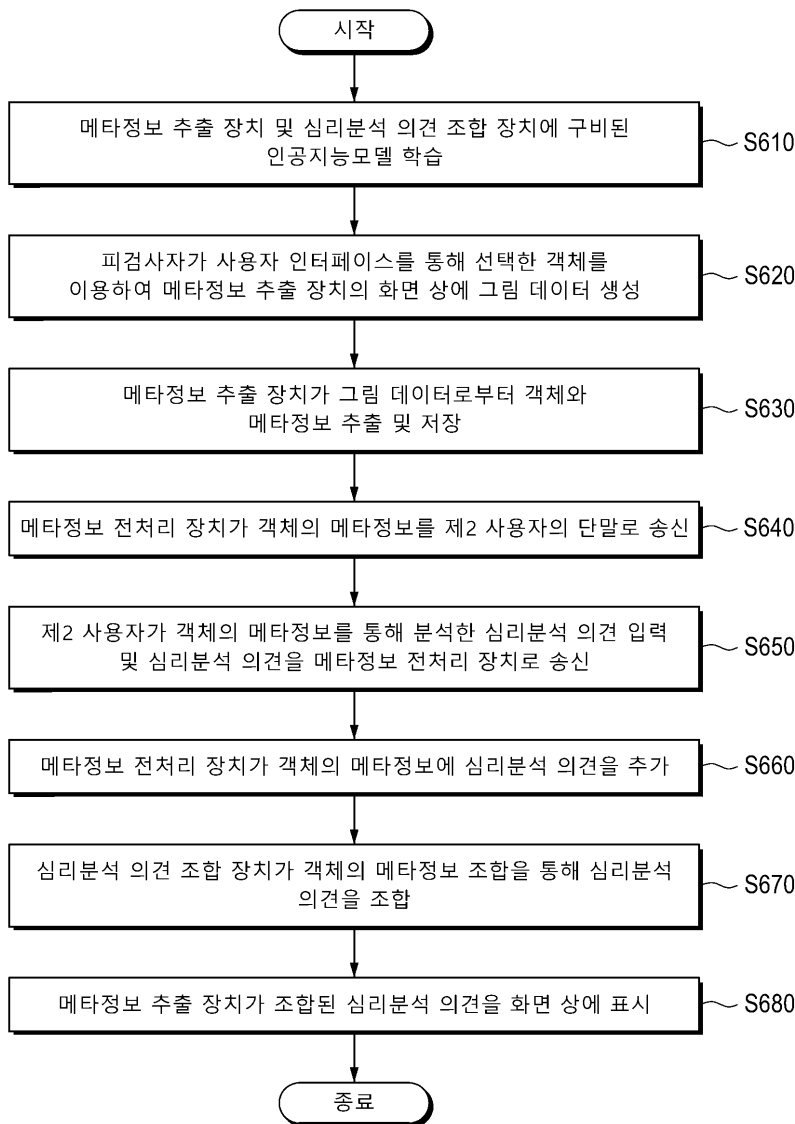 시작
메타정보 추출 장치 및 심리분석 의견 조합 장치에 구비된
인공지능모델 학습
S610
피검사자가 사용자 인터페이스를 통해 선택한 객체를
이용하여 메타정보 추출 장치의 화면 상에 그림 데이터 생성
S620
메타정보 추출 장치가 그림 데이터로부터 객체와
메타정보 추출 및 저장
S630
메타정보 전처리 장치가 객체의 메타정보를 제2 사용자의 단말로 송신
S640
제2 사용자가 객체의 메타정보를 통해 분석한 심리분석 의견 입력
및 심리분석 의견을 메타정보 전처리 장치로 송신
S650
메타정보 전처리 장치가 객체의 메타정보에 심리분석 의견을 추가
S660
심리분석 의견 조합 장치가 객체의 메타정보 조합을 통해 심리분석
의견을 조합
S670
메타정보 추출 장치가 조합된 심리분석 의견을 화면 상에 표시
S680
종료